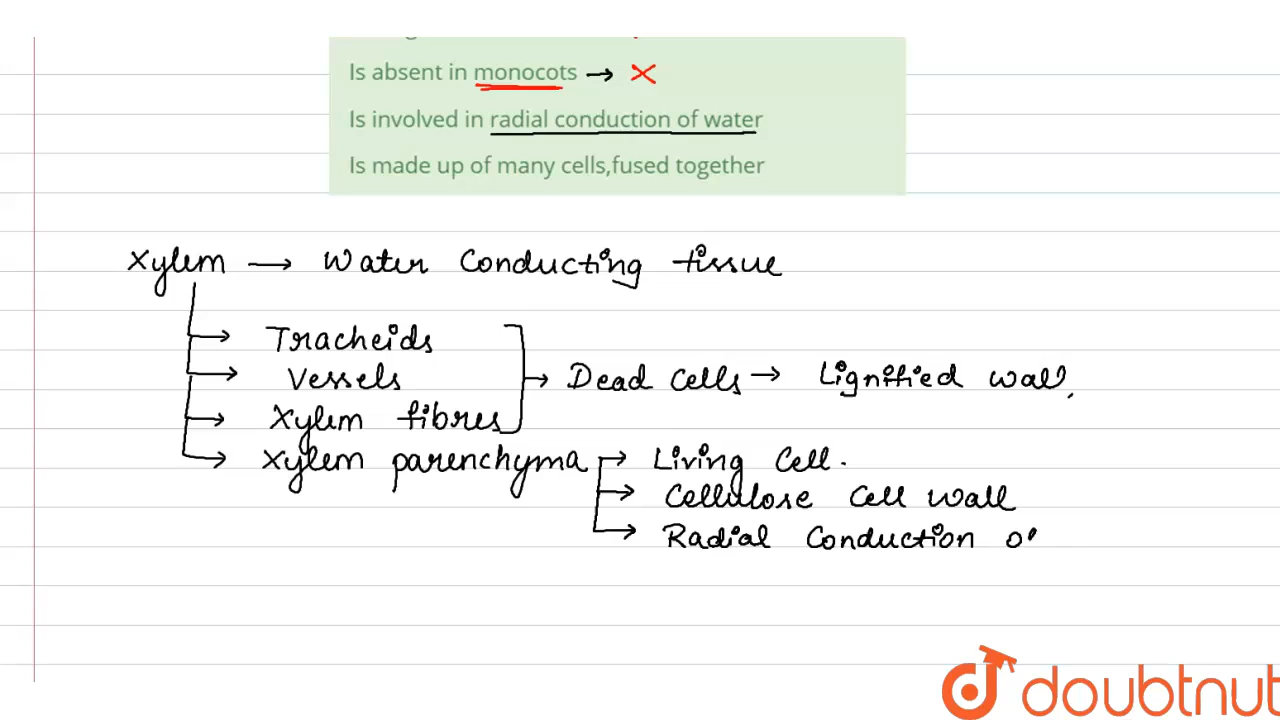 Is absent in monocots → ✗
Is involved in radial conduction of water
Is made up of many cells,fused together
Xylem → Water Conducting tissue
→ Tracheids
→ Vessels
→ Xylem fibres
→ Dead Cells → Lignified wall,
→ Xylem parenchyma → Living Cell.
→ Cellulose Cell Wall
→ Radial Conduction of
doubtnut